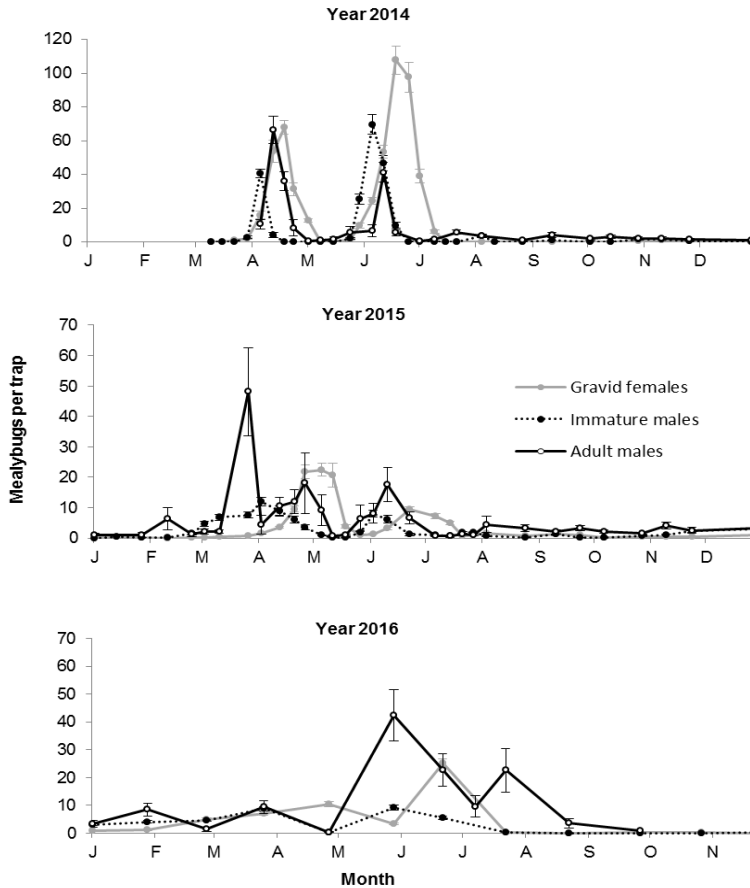 Year 2014
120
100
80
60
40
20
0
J F M A M J J A S O N D
Year 2015
70
60
50
40
30
20
10
0
J F M A M J J A S O N D
Gravid females
Immature males
Adult males
Mealybugs per trap
Year 2016
70
60
50
40
30
20
10
0
J F M A M J J A S O N
Month